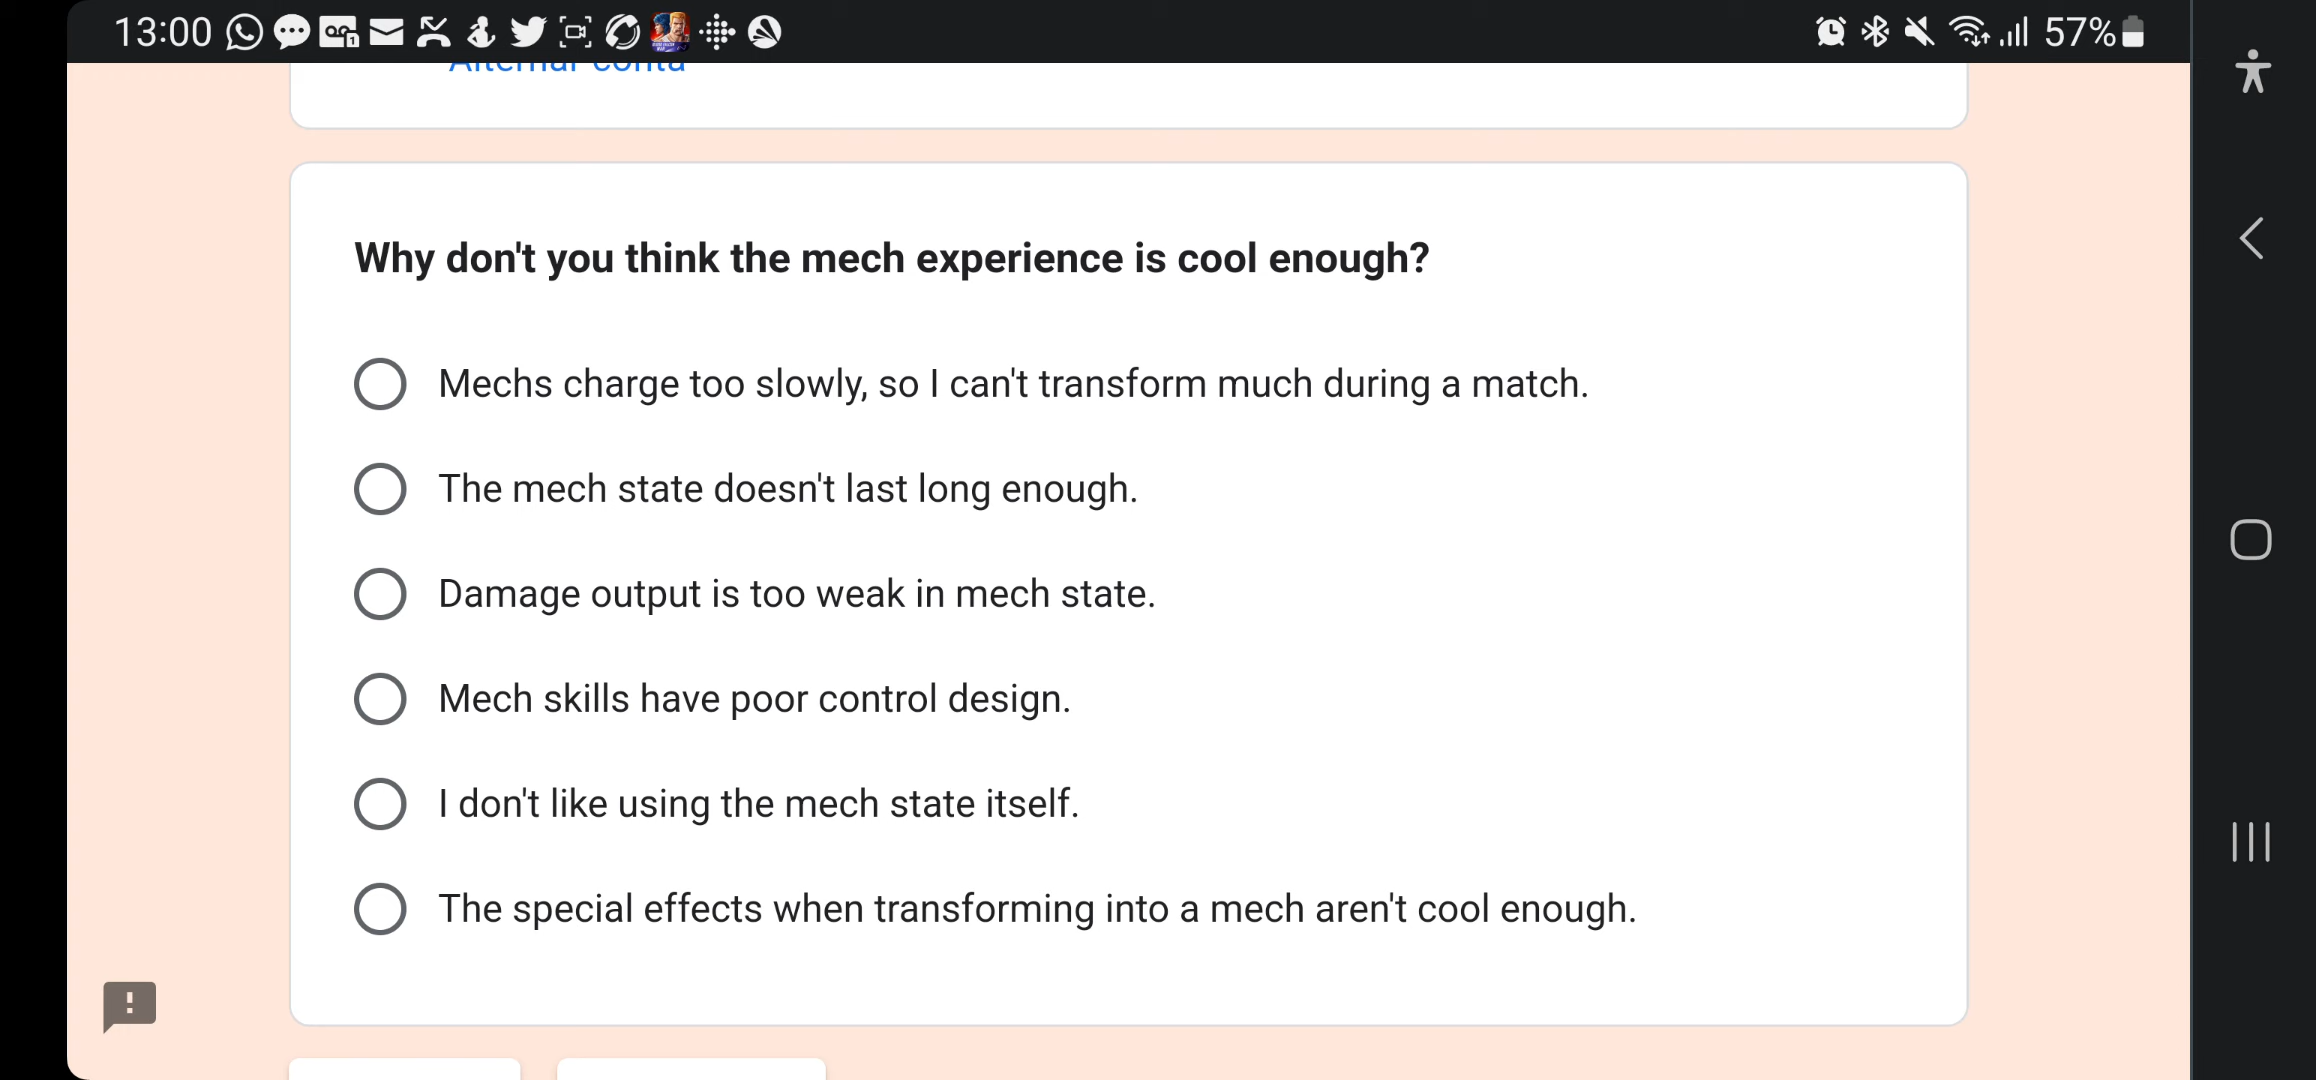 13:00 57%
Why don't you think the mech experience is cool enough?
Mechs charge too slowly, so I can't transform much during a match.
The mech state doesn't last long enough.
Damage output is too weak in mech state.
Mech skills have poor control design.
I don't like using the mech state itself.
The special effects when transforming into a mech aren't cool enough.